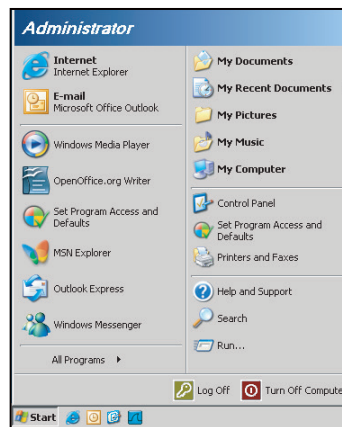 Administrator
Internet
Internet Explorer
E-mail
Microsoft Office Outlook
Windows Media Player
OpenOffice.org Writer
Set Program Access and
Defaults
MSN Explorer
Outlook Express
Windows Messenger
All Programs
My Documents
My Recent Documents
My Pictures
My Music
My Computer
Control Panel
Set Program Access and
Defaults
Printers and Faxes
Help and Support
Search
Run...
Log Off
Turn Off Compute
Start